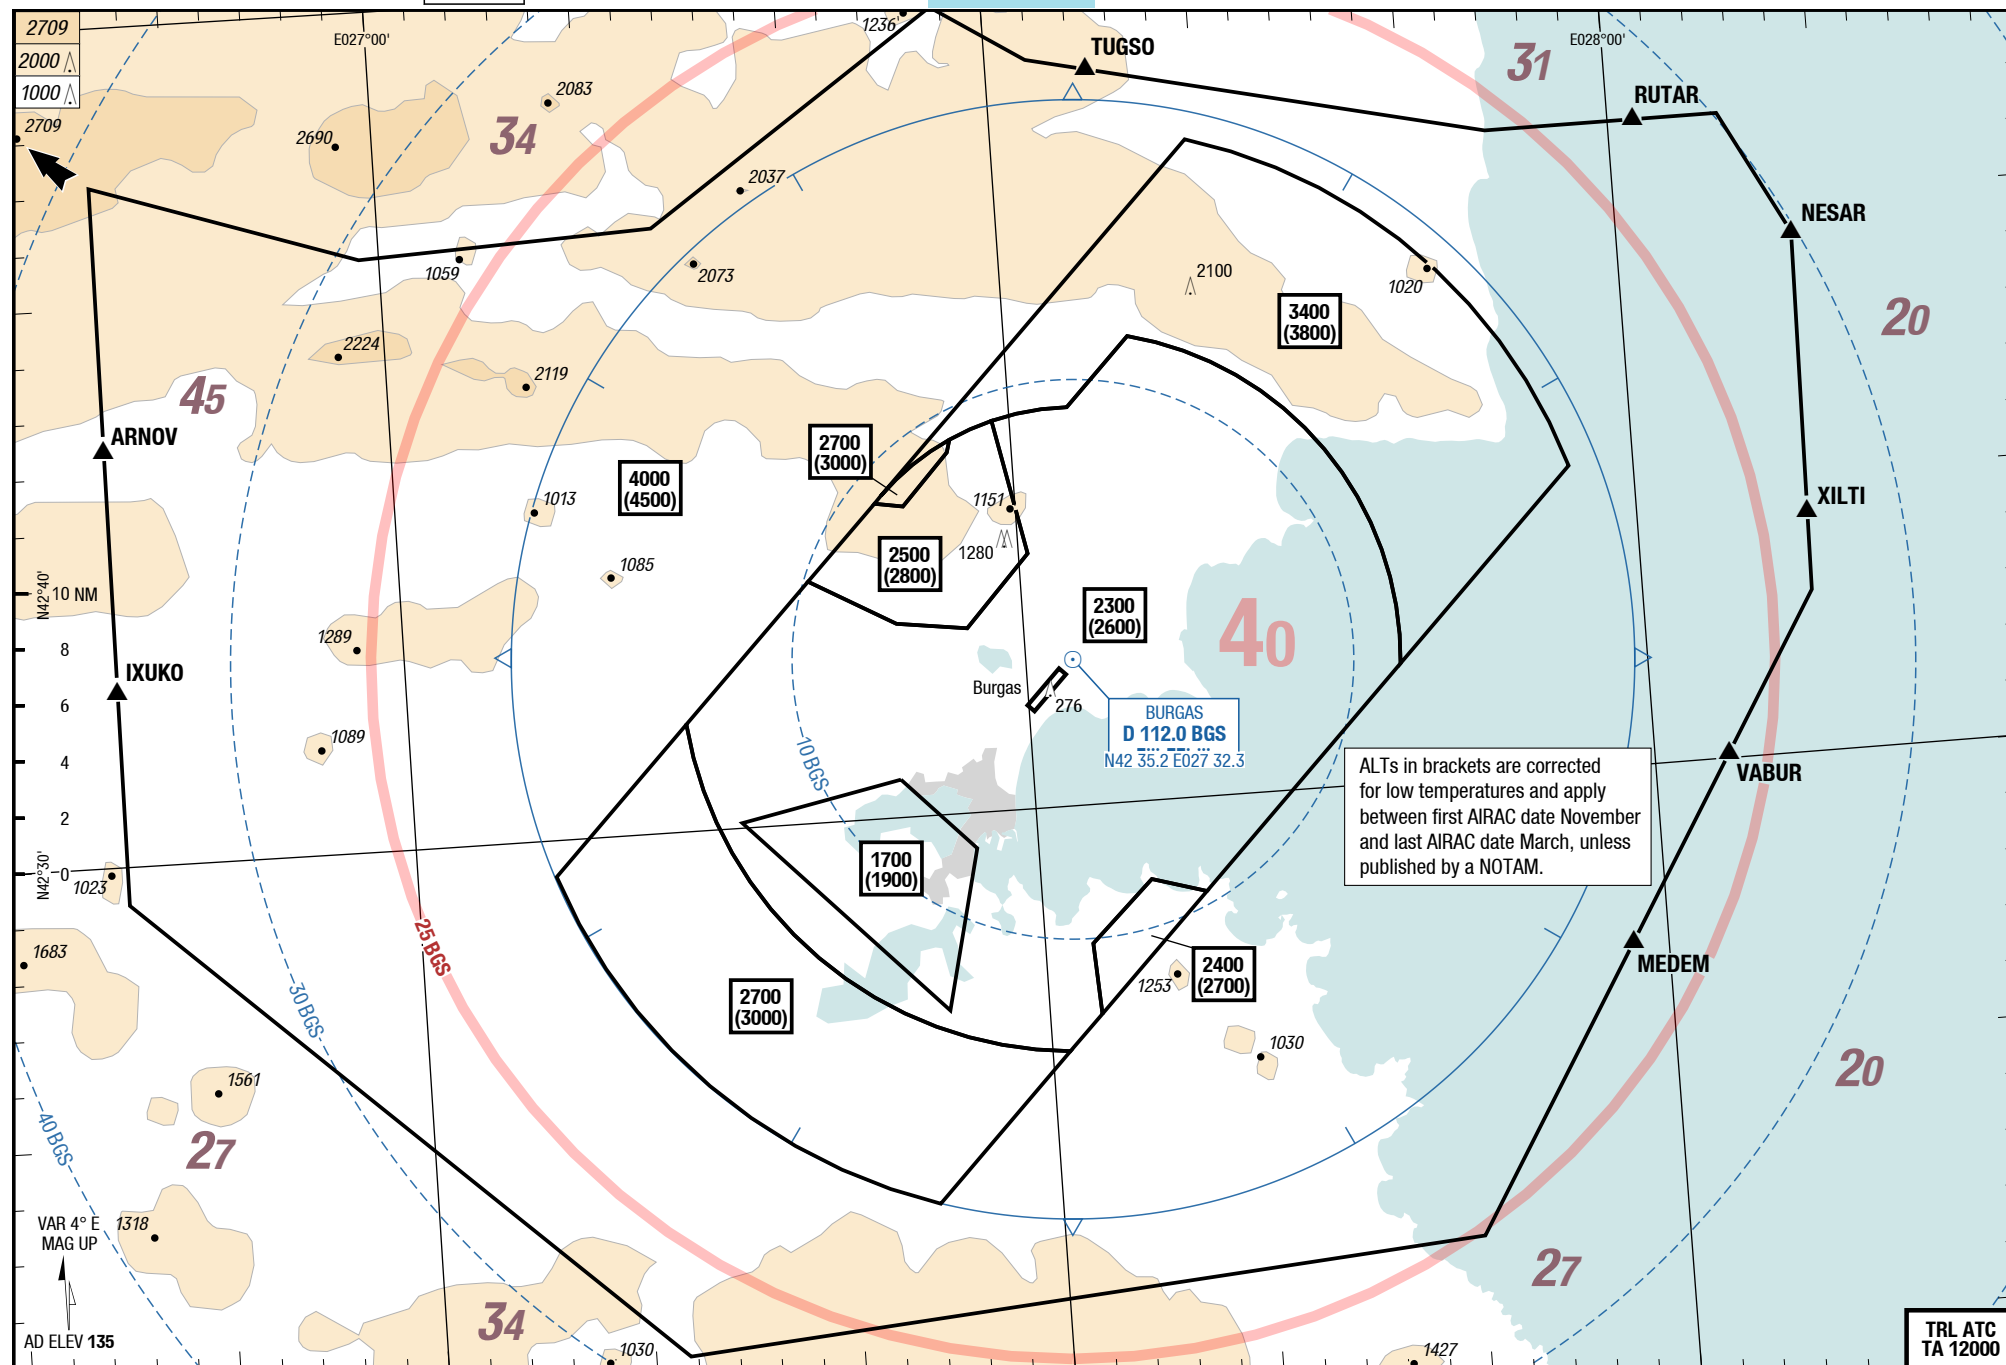 2709
2000
1000
2709
E027°00'
1236
TUGSO
E028°00'
31
RUTAR
2083
34
2690
2037
NESAR
1059
2073
2100
1020
3400
(3800)
20
2224
2119
45
ARNOV
2700
(3000)
4000
(4500)
1013
1151
XILTI
1280
2500
(2800)
1085
N42°40'
10 NM
2300
(2600)
40
1289
8
IXUKO
Burgas
276
6
BURGAS
D 112.0 BGS
N42 35.2 E027 32.3
1089
10 BGS
4
ALTs in brackets are corrected
for low temperatures and apply
between first AIRAC date November
and last AIRAC date March, unless
published by a NOTAM.
VABUR
2
1700
(1900)
N42°30'
0
1023
25 BGS
1683
MEDEM
2400
(2700)
1253
2700
(3000)
30 BGS
1030
20
1561
40 BGS
27
VAR 4° E
MAG UP
1318
27
34
AD ELEV 135
1030
1427
TRL ATC
TA 12000